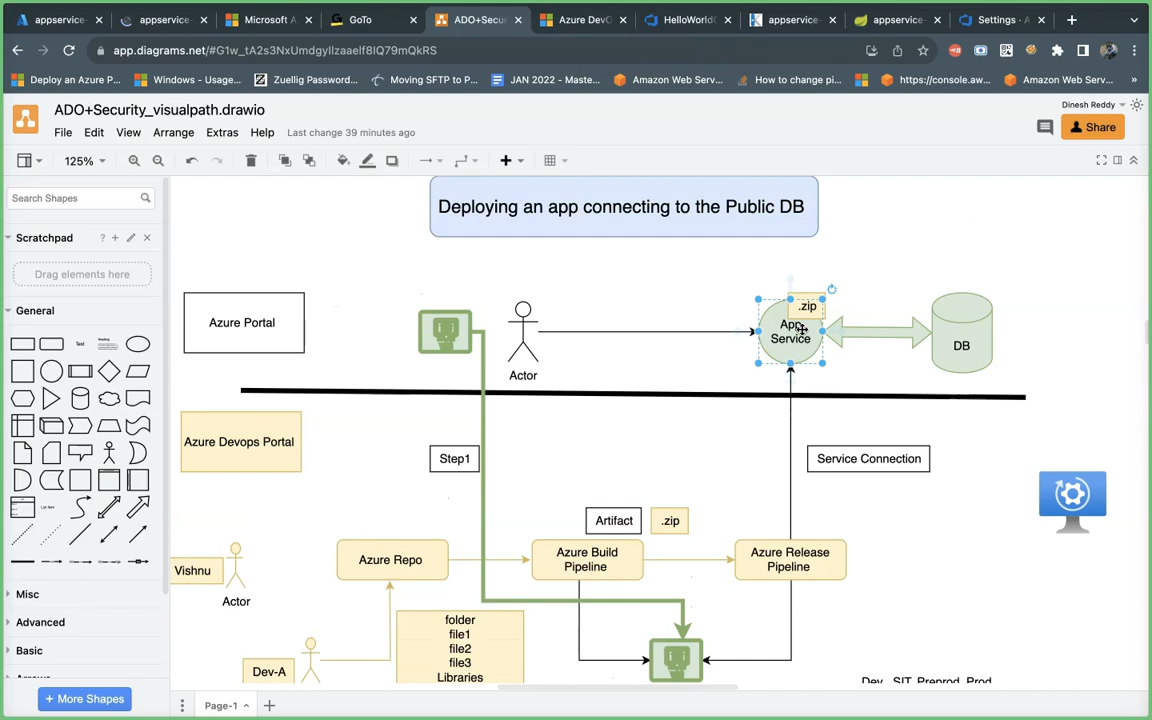 appservice-
appservice-
Microsoft A
GoTo
ADO+Secur
Azure DevO
HelloWorld
appservice-
appservice-
Settings - A
app.diagrams.net/#G1w_tA2s3NxUmdgyIlzaaelf8IQ79mQkRS
Deploy an Azure P...
Windows - Usage...
Zuellig Password...
Moving SFTP to P...
JAN 2022 - Maste...
Amazon Web Serv...
How to change pi...
https://console.aw...
Amazon Web Serv...
»
ADO+Security_visualpath.drawio
Dinesh Reddy
File Edit View Arrange Extras Help Last change 39 minutes ago
Share
125%
Search Shapes
Scratchpad
?
Drag elements here
General
Text
Heading
List Item
Misc
Advanced
Basic
+ More Shapes
Deploying an app connecting to the Public DB
Azure Portal
Actor
.zip
App
Service
DB
Azure Devops Portal
Step1
Service Connection
Artifact
.zip
Azure Repo
Azure Build
Pipeline
Azure Release
Pipeline
Vishnu
Actor
folder
file1
file2
file3
Libraries
Dev-A
Dev SIT Preprod Prod
Page-1